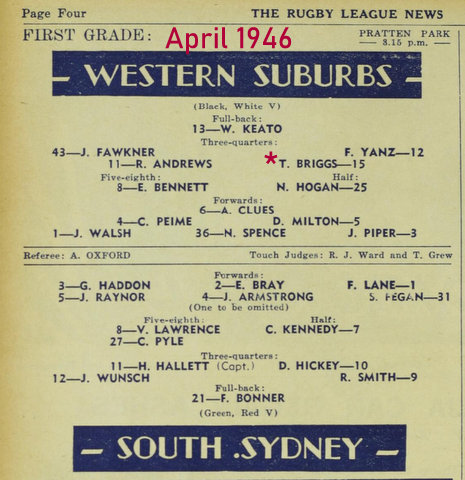 Page Four THE RUGBY LEAGUE NEWS
FIRST GRADE: April 1946 PRATTEN PARK
— 3.15 p.m. —
– WESTERN SUBURBS –
(Black, White V)
Full-back:
13—W. KEATO
Three-quarters:
43—J. FAWKNER F. YANZ—12
11—R. ANDREWS *T. BRIGGS—15
Five-eighth: Half:
8—E. BENNETT N. HOGAN—25
Forwards:
6—A. CLUES
4—C. PEIME D. MILTON—5
1—J. WALSH 36—N. SPENCE J. PIPER—3
Referee: A. OXFORD Touch Judges: R. J. Ward and T. Grew
Forwards:
3—G. HADDON 2—E. BRAY F. LANE—1
5—J. RAYNOR 4—J. ARMSTRONG S. FEGAN—31
(One to be omitted)
Five-eighth: Half:
8—V. LAWRENCE C. KENNEDY—7
27—C. PYLE
Three-quarters:
11—H. HALLETT (Capt.) D. HICKEY—10
12—J. WUNSCH R. SMITH—9
Full-back:
21—F. BONNER
(Green, Red V)
– SOUTH .SYDNEY –